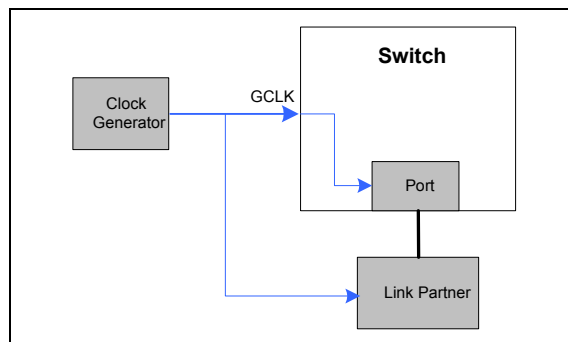 Switch
Clock
Generator
GCLK
Port
Link Partner